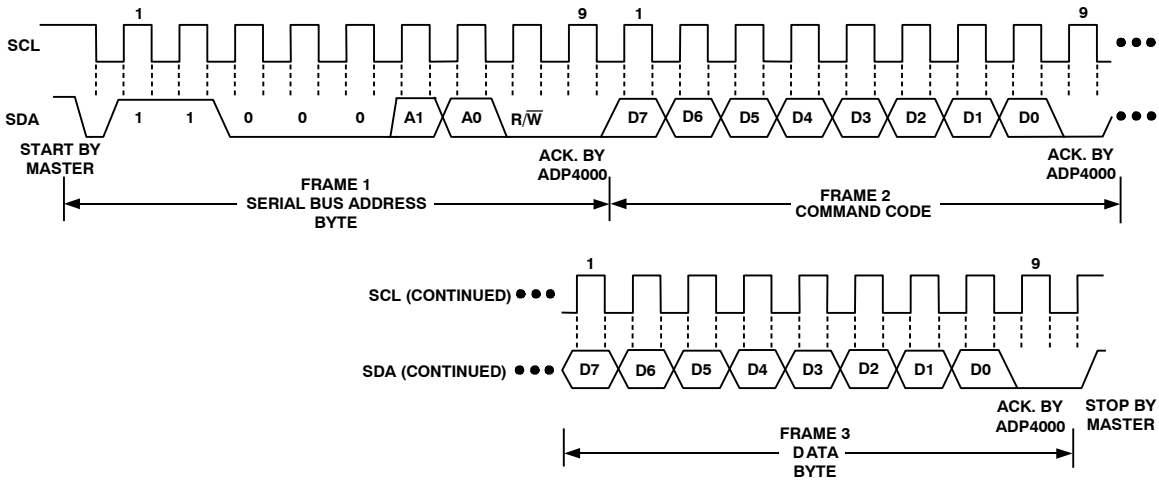 1 9 1 9
SCL
SDA 1 1 0 0 0 A1 A0 R/W̅ D7 D6 D5 D4 D3 D2 D1 D0
START BY
MASTER
ACK. BY
ADP4000
ACK. BY
ADP4000
FRAME 1
SERIAL BUS ADDRESS
BYTE
FRAME 2
COMMAND CODE
1 9
SCL (CONTINUED)
SDA (CONTINUED) D7 D6 D5 D4 D3 D2 D1 D0
ACK. BY
ADP4000
STOP BY
MASTER
FRAME 3
DATA
BYTE